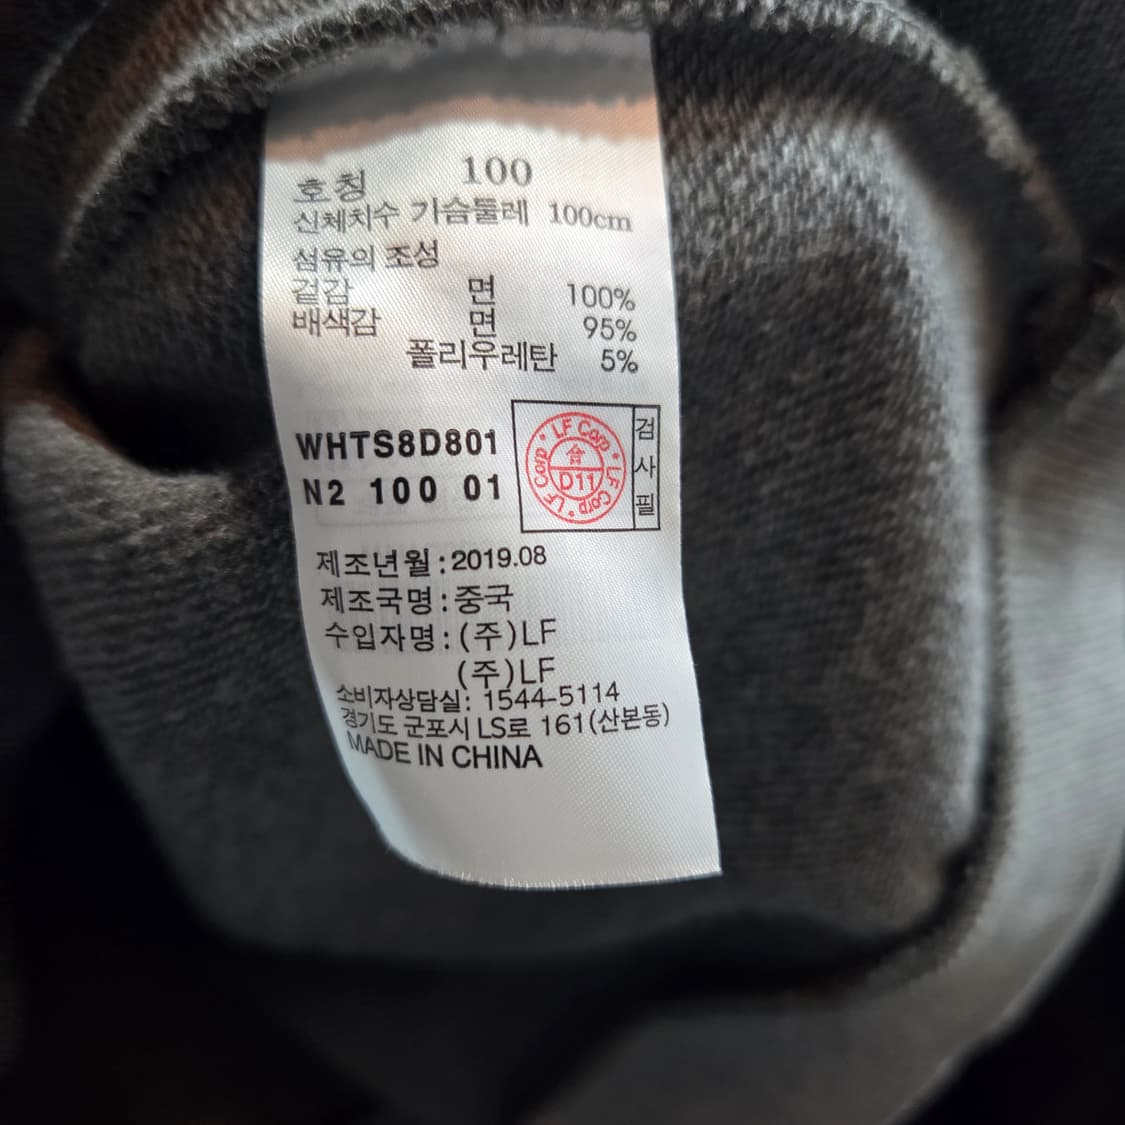 호칭 100
신체치수 가슴둘레 100cm
섬유의 조성
겉감 면 100%
배색감 면 95%
폴리우레탄 5%
WHTS8D801
N2 100 01
LF Corp • LF Corp • LF Corp •
D11
검사필
제조년월 : 2019.08
제조국명 : 중국
수입자명 : (주)LF
(주)LF
소비자상담실: 1544-5114
경기도 군포시 LS로 161(산본동)
MADE IN CHINA